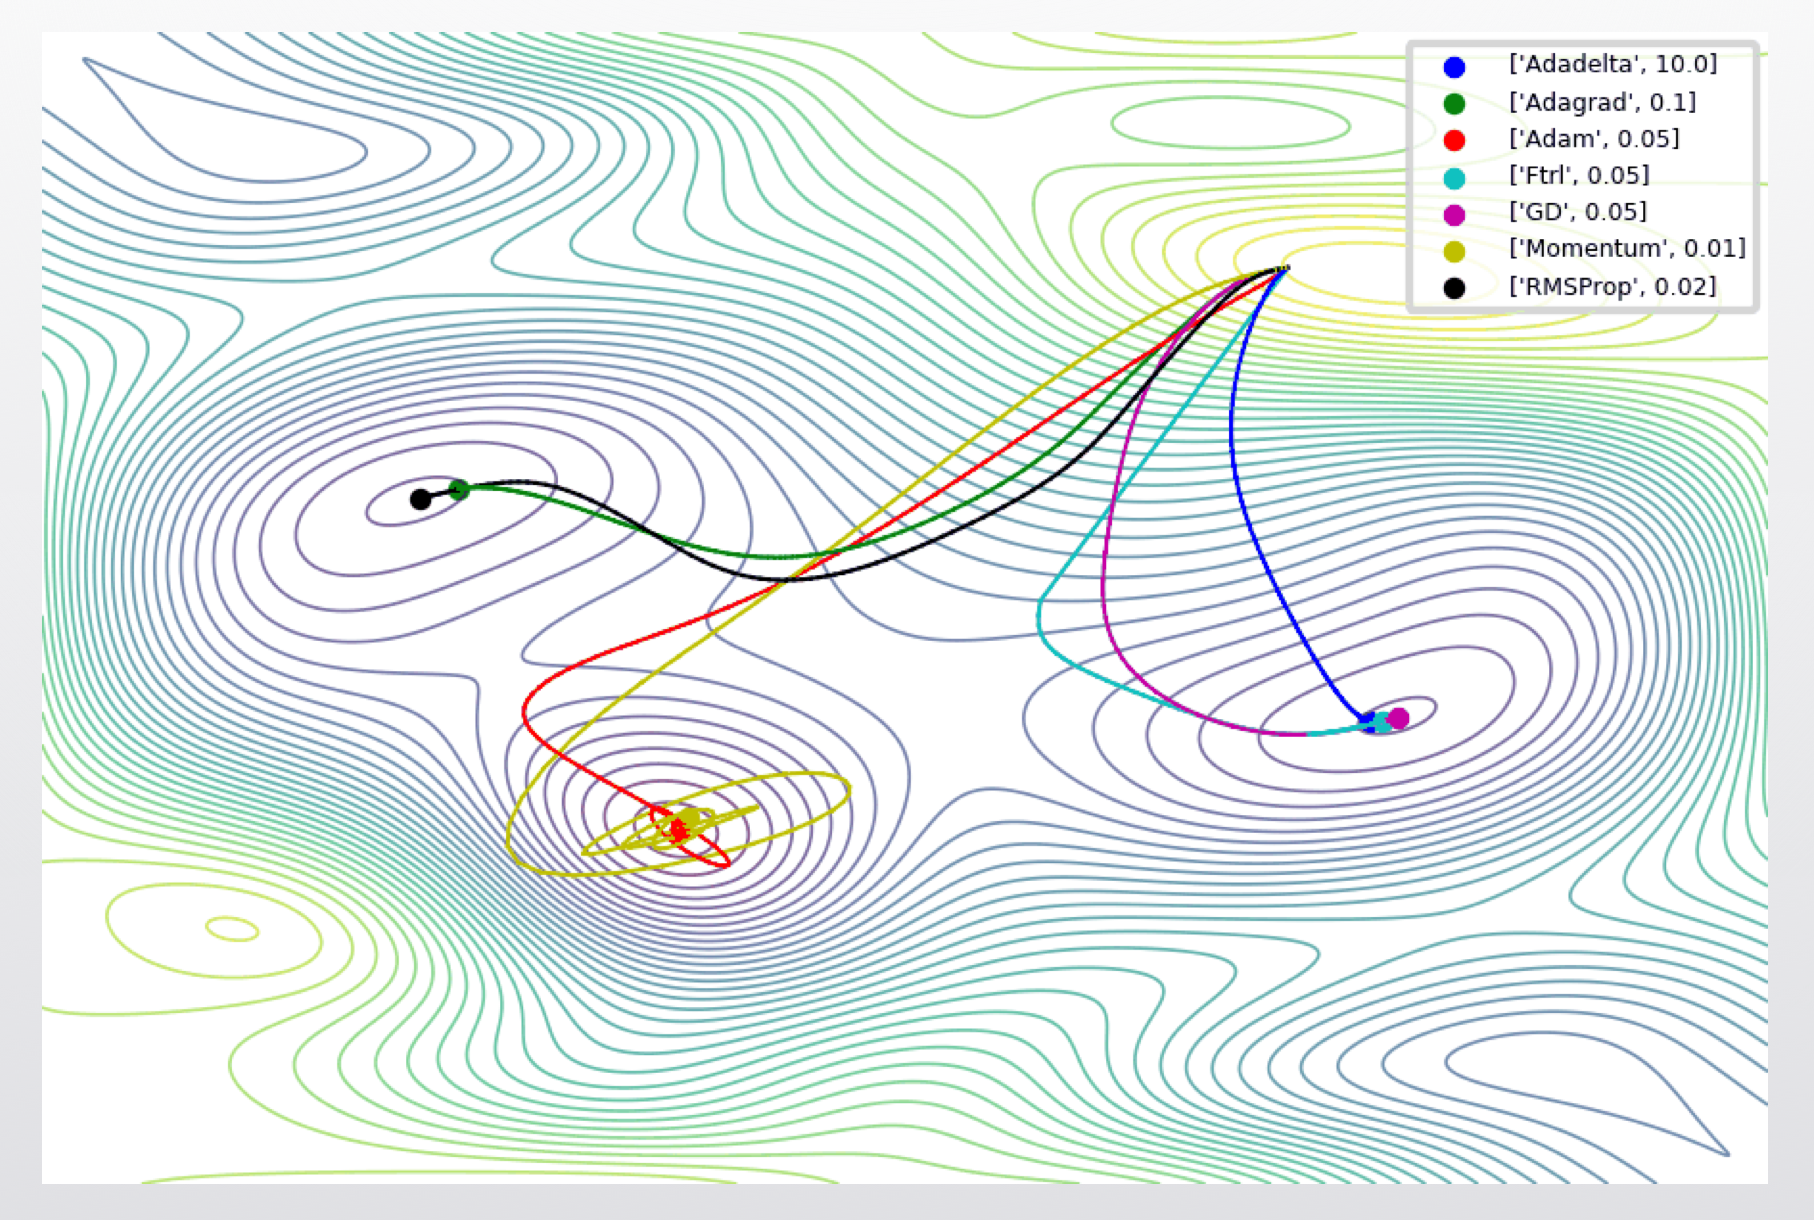 ['Adadelta', 10.0]
['Adagrad', 0.1]
['Adam', 0.05]
['Ftrl', 0.05]
['GD', 0.05]
['Momentum', 0.01]
['RMSProp', 0.02]